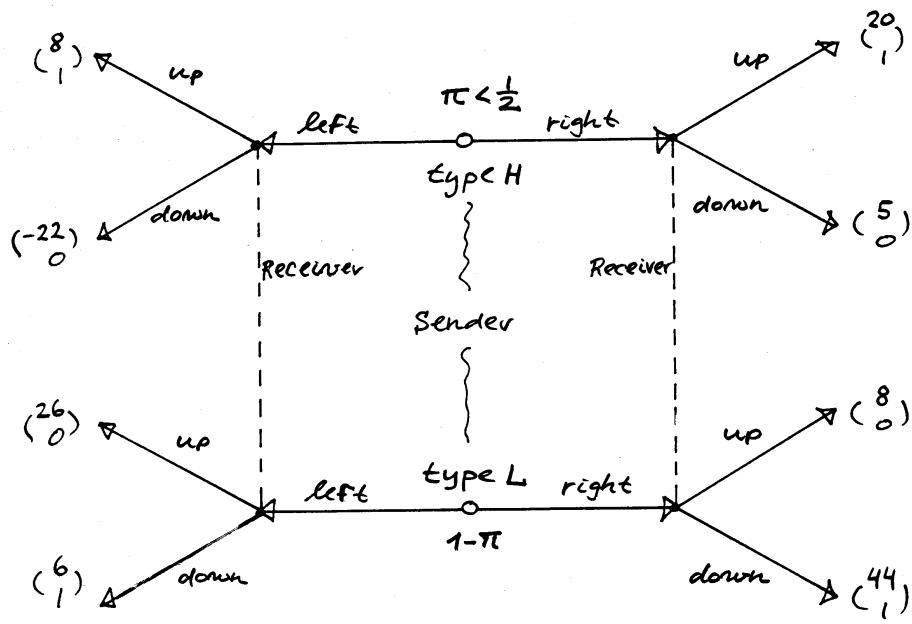 (8 1)
up
20
(1)
π < 1/2
left
right
up
type H
down
down
(-22 0)
(5 0)
Receiver
Receiver
Sender
(26 0)
up
up
(8 0)
type L
left
right
1-π
(6 1)
down
down
(44 1)